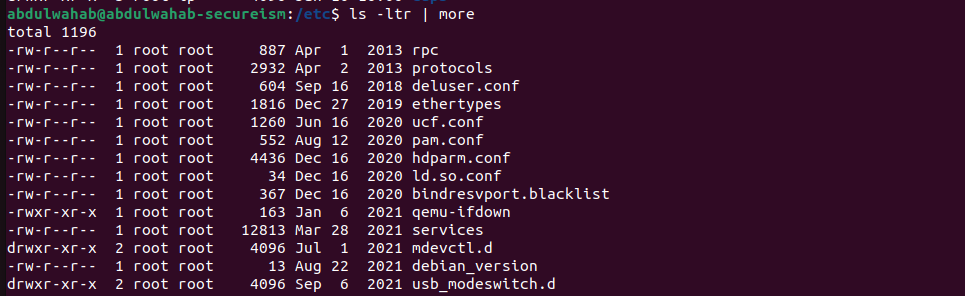 abdulwahab@abdulwahab-secureism:/etc$ ls -ltr | more
total 1196
-rw-r--r--  1 root root     887 Apr  1  2013 rpc
-rw-r--r--  1 root root    2932 Apr  2  2013 protocols
-rw-r--r--  1 root root     604 Sep 16  2018 deluser.conf
-rw-r--r--  1 root root    1816 Dec 27  2019 ethertypes
-rw-r--r--  1 root root    1260 Jun 16  2020 ucf.conf
-rw-r--r--  1 root root     552 Aug 12  2020 pam.conf
-rw-r--r--  1 root root    4436 Dec 16  2020 hdparm.conf
-rw-r--r--  1 root root      34 Dec 16  2020 ld.so.conf
-rw-r--r--  1 root root     367 Dec 16  2020 bindresvport.blacklist
-rwxr-xr-x  1 root root     163 Jan  6  2021 qemu-ifdown
-rw-r--r--  1 root root   12813 Mar 28  2021 services
drwxr-xr-x  2 root root    4096 Jul  1  2021 mdevctl.d
-rw-r--r--  1 root root      13 Aug 22  2021 debian_version
drwxr-xr-x  2 root root    4096 Sep  6  2021 usb_modeswitch.d